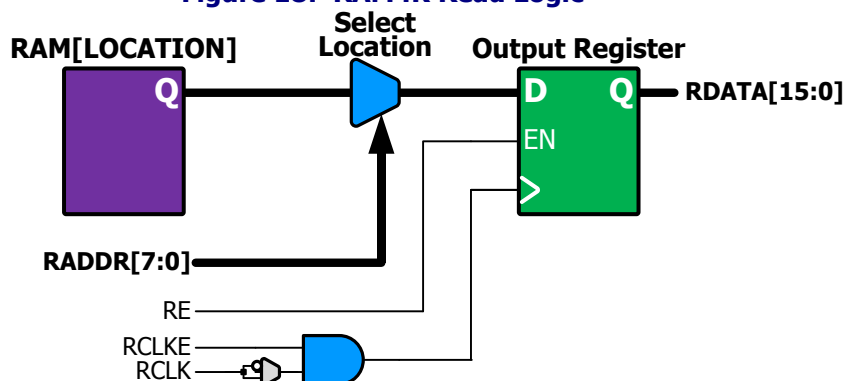 Select
RAM[LOCATION] Location Output Register
Q D Q RDATA[15:0]
EN
RADDR[7:0]
RE
RCLKE
RCLK